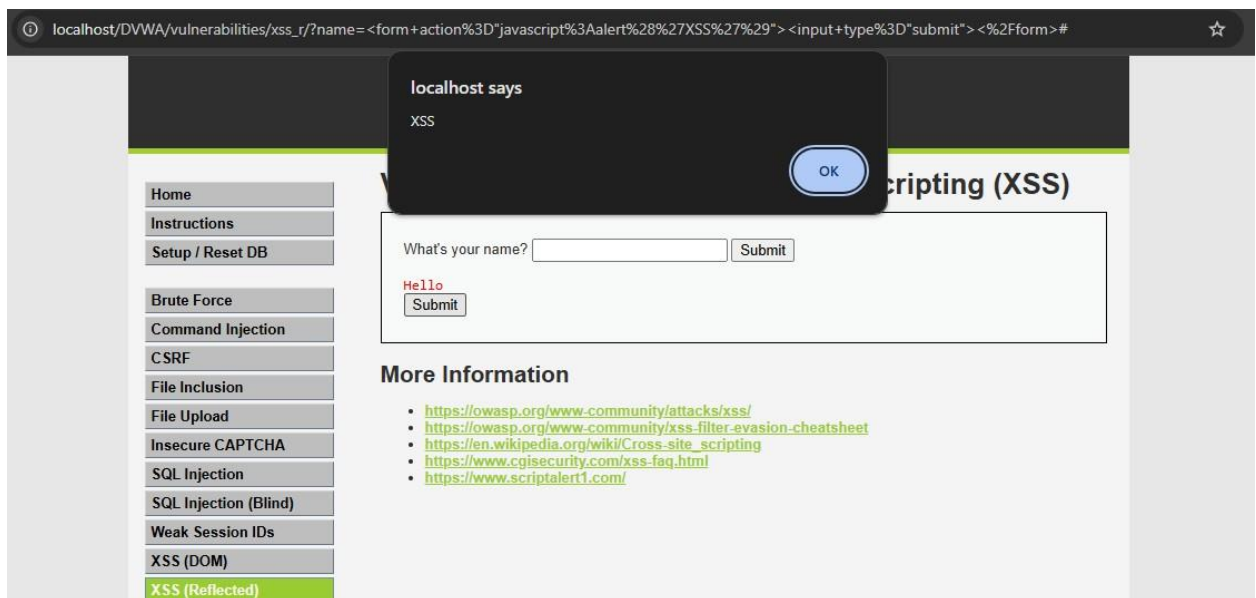 localhost/DVWA/vulnerabilities/xss_r/?name=<form+action%3D"javascript%3Aalert%28%27XSS%27%29"><input+type%3D"submit"><%2Fform>#
localhost says
XSS
OK
cripting (XSS)
Home
Instructions
Setup / Reset DB
Brute Force
Command Injection
CSRF
File Inclusion
File Upload
Insecure CAPTCHA
SQL Injection
SQL Injection (Blind)
Weak Session IDs
XSS (DOM)
XSS (Reflected)
What's your name? Submit
Hello
Submit
More Information
https://owasp.org/www-community/attacks/xss/
https://owasp.org/www-community/xss-filter-evasion-cheatsheet
https://en.wikipedia.org/wiki/Cross-site_scripting
https://www.cgisecurity.com/xss-faq.html
https://www.scriptalert1.com/